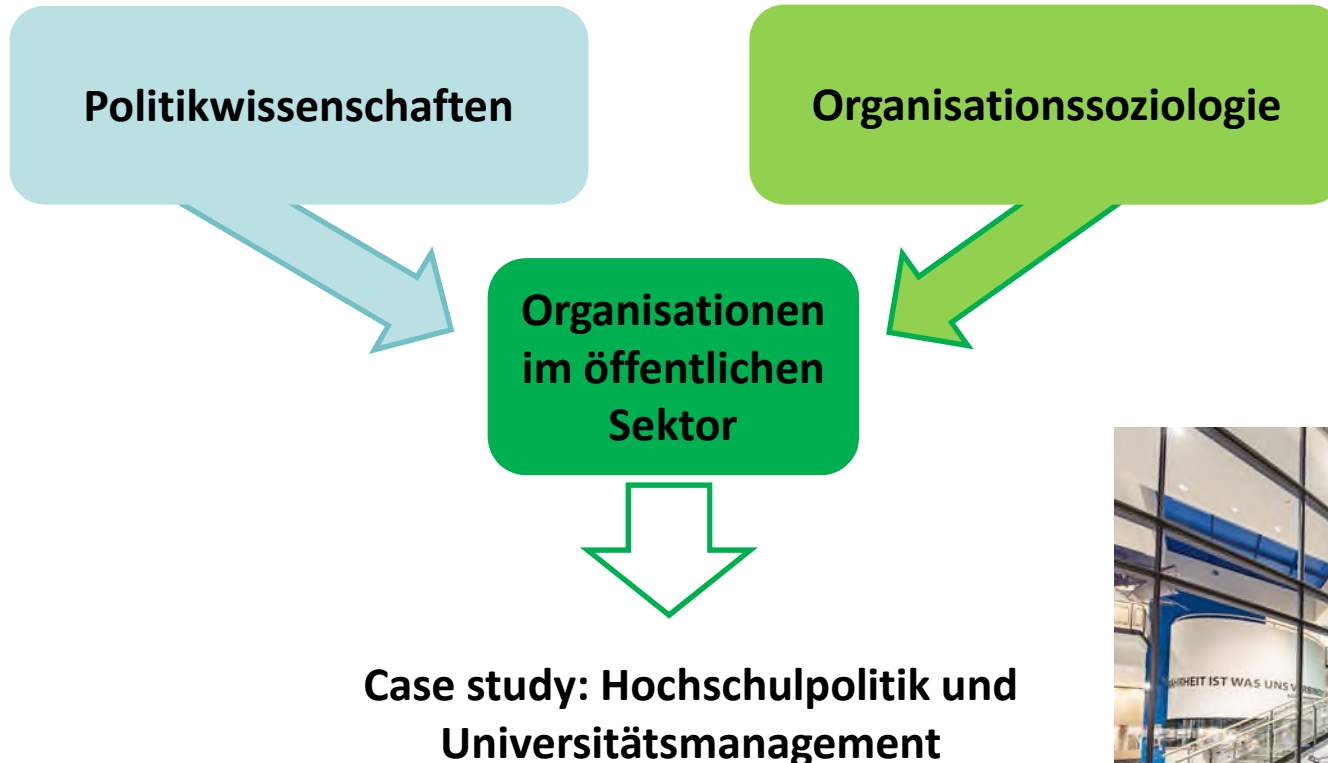 Politikwissenschaften
Organisationssoziologie
Organisationen
im öffentlichen
Sektor
Case study: Hochschulpolitik und
Universitätsmanagement
IST WAS UNS